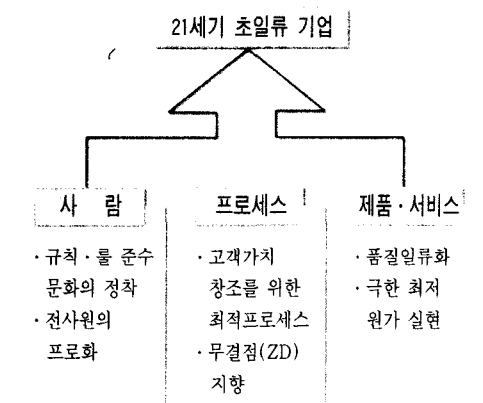 21세기 초일류 기업
사 람
· 규칙 · 룰 준수
문화의 정착
· 전사원의
프로화
프로세스
· 고객가치
창조를 위한
최적프로세스
· 무결점(ZD)
지향
제품 · 서비스
· 품질일류화
· 극한 최저
원가 실현